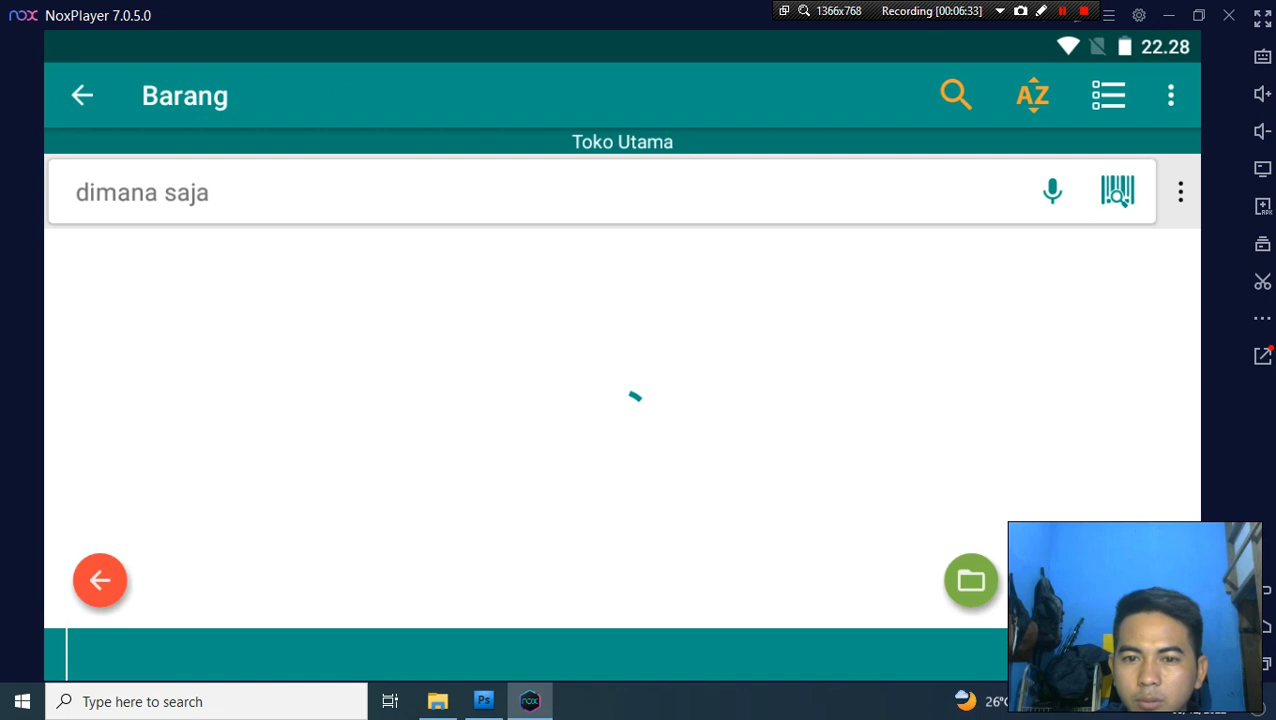 nox NoxPlayer 7.0.5.0
1366x768 Recording [00:06:33]
22.28
Barang
AZ
Toko Utama
dimana saja
Type here to search
Ps
nox
26°